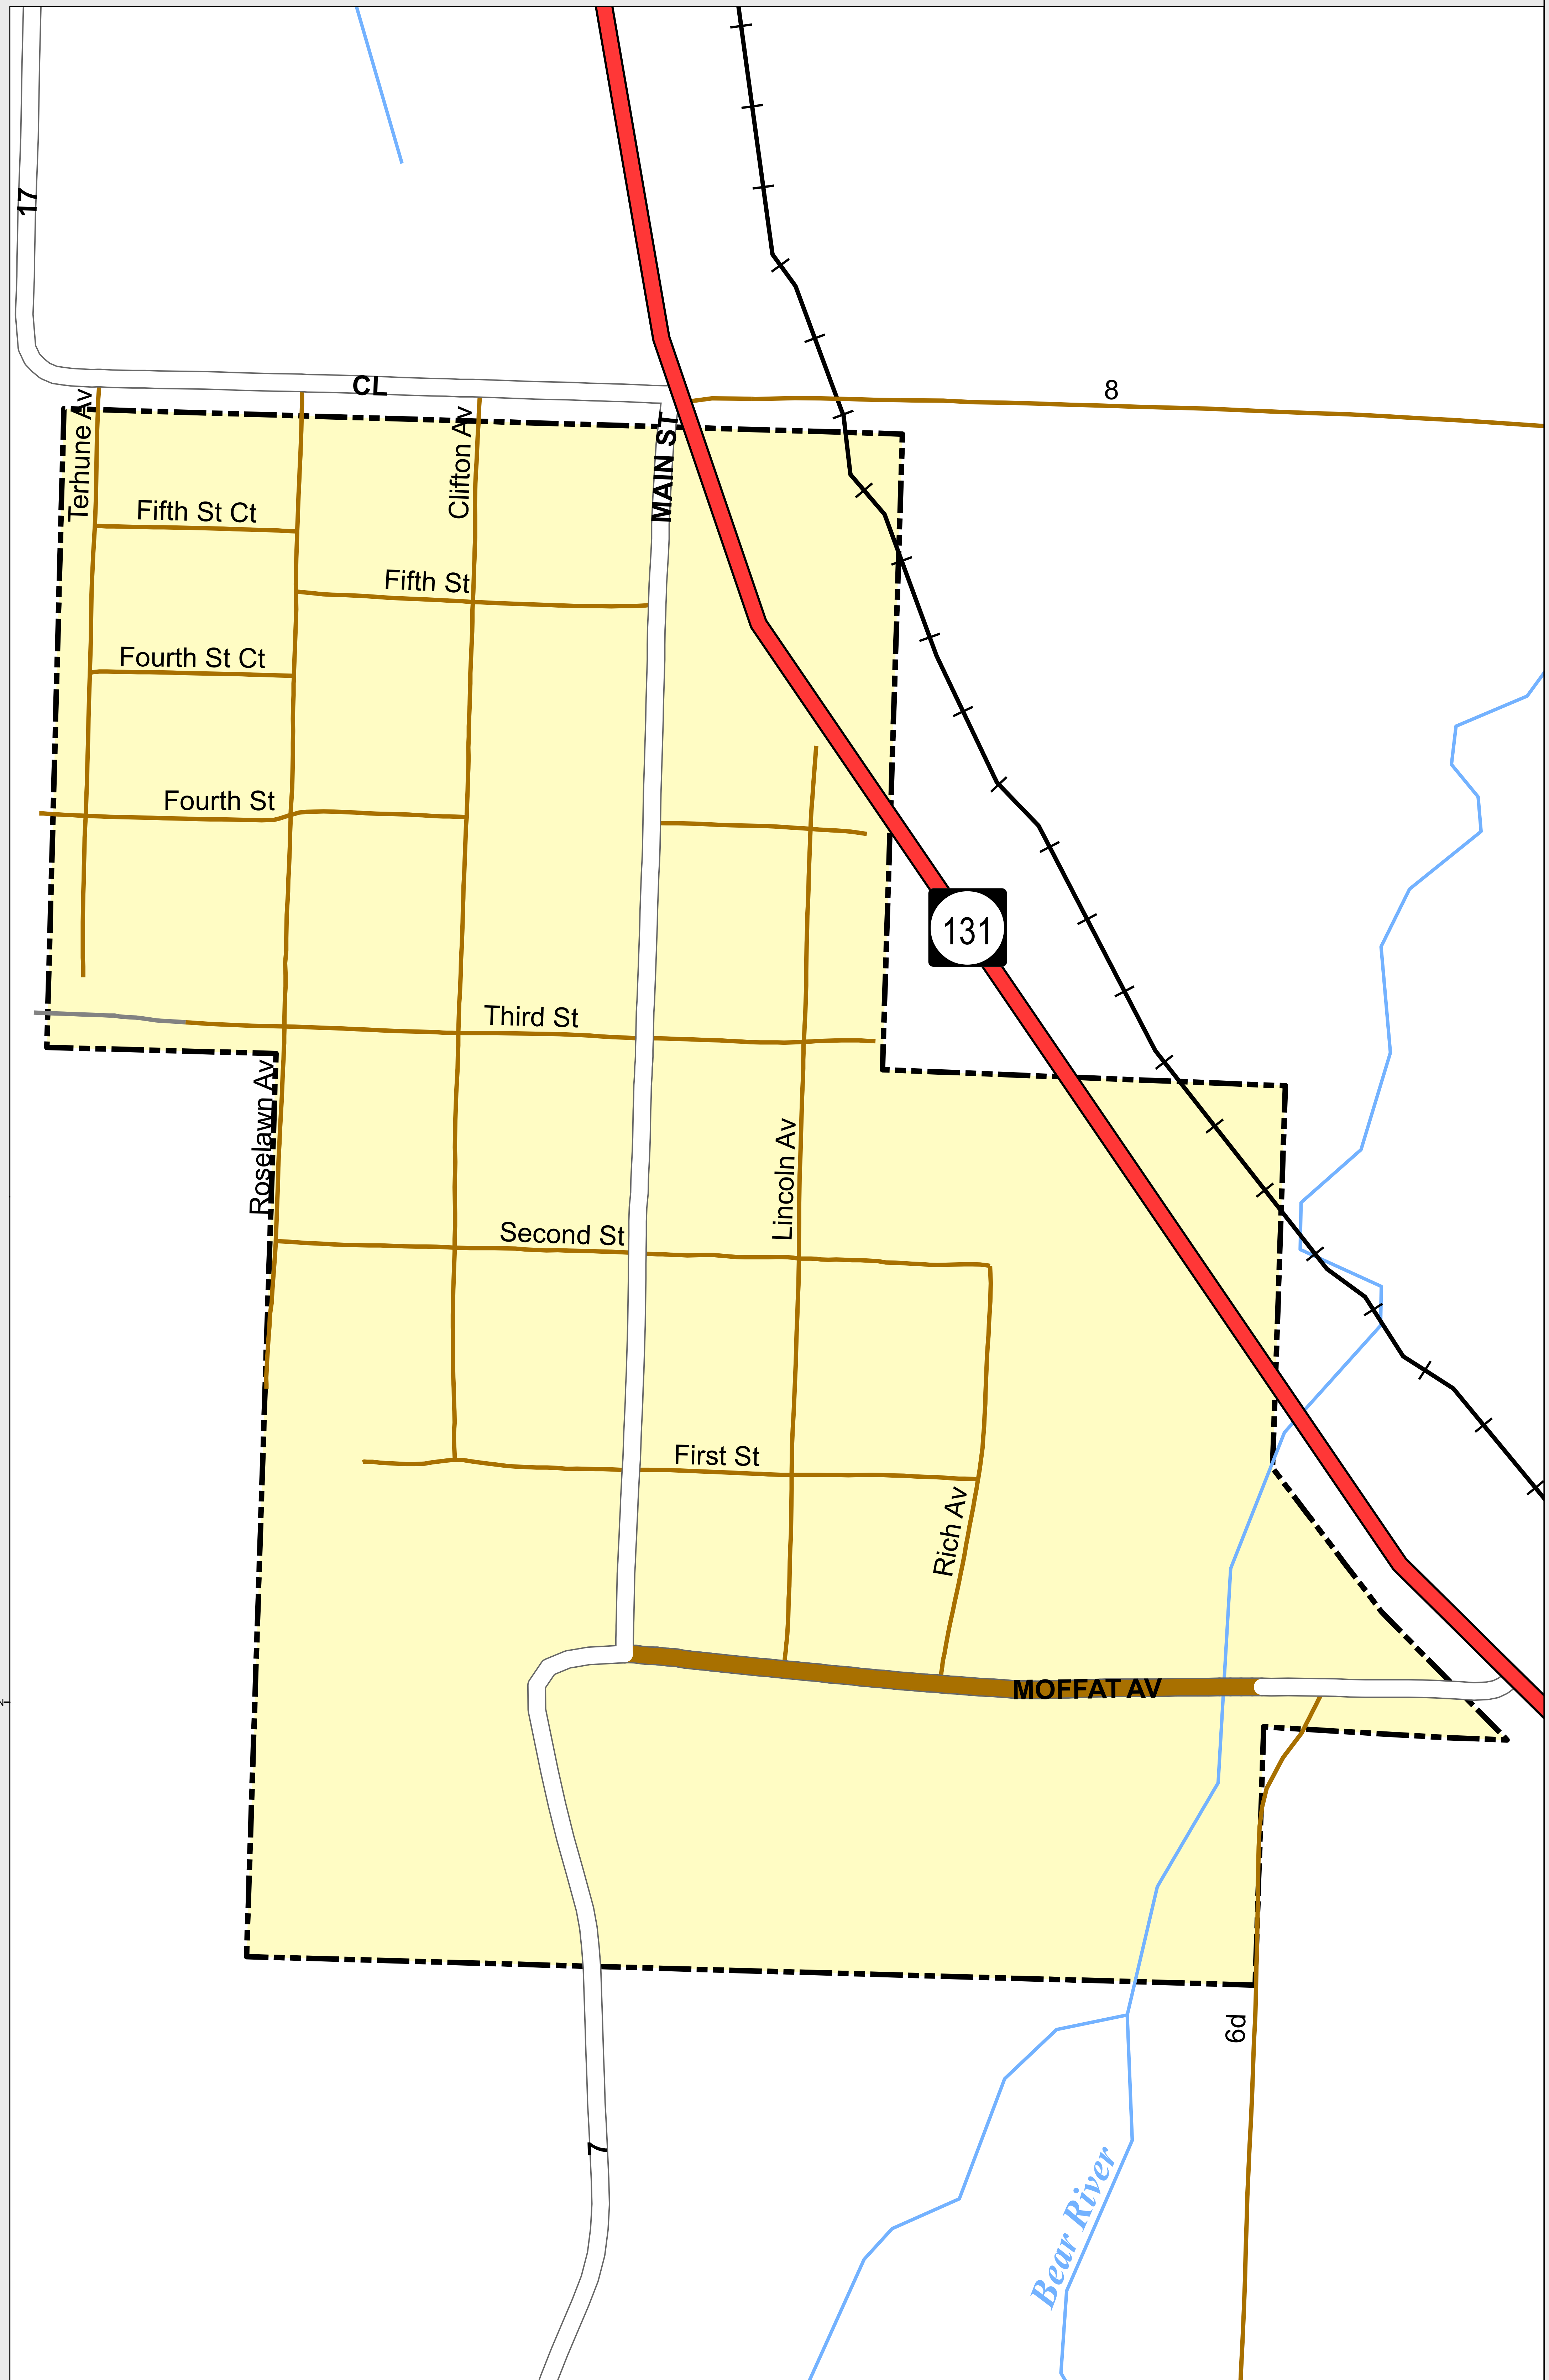 17
CL
8
Terhune Av
Clifton Av
MAIN ST
Fifth St Ct
Fifth St
Fourth St Ct
Fourth St
131
Third St
Roselawn Av
Lincoln Av
Second St
First St
Rich Av
MOFFAT AV
6d
7
Bear River